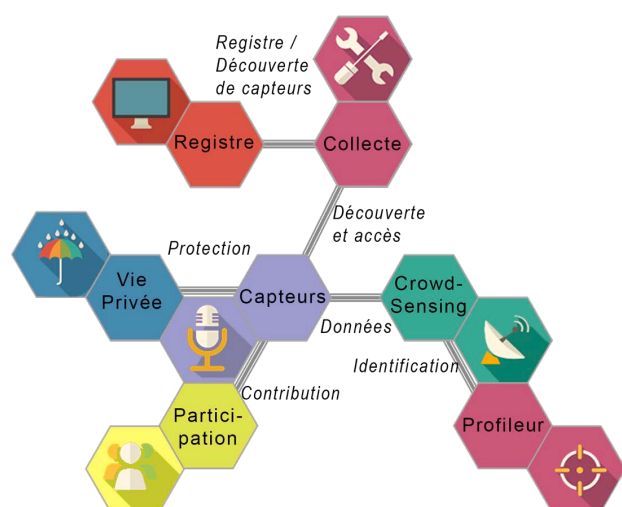 Registre /
Découverte
de capteurs
Registre
Collecte
Découverte
et accès
Protection
Vie
Privée
Capteurs
Crowd-
Sensing
Données
Identification
Contribution
Partici-
pation
Profileur